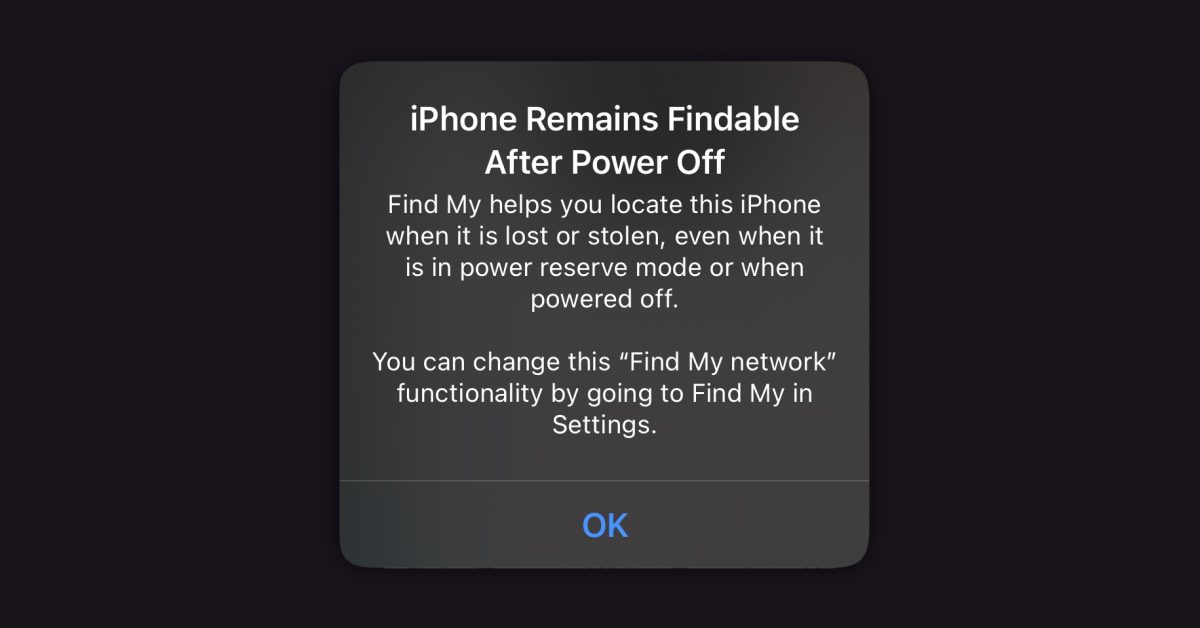 iPhone Remains Findable
After Power Off
Find My helps you locate this iPhone
when it is lost or stolen, even when it
is in power reserve mode or when
powered off.
You can change this “Find My network”
functionality by going to Find My in
Settings.
OK